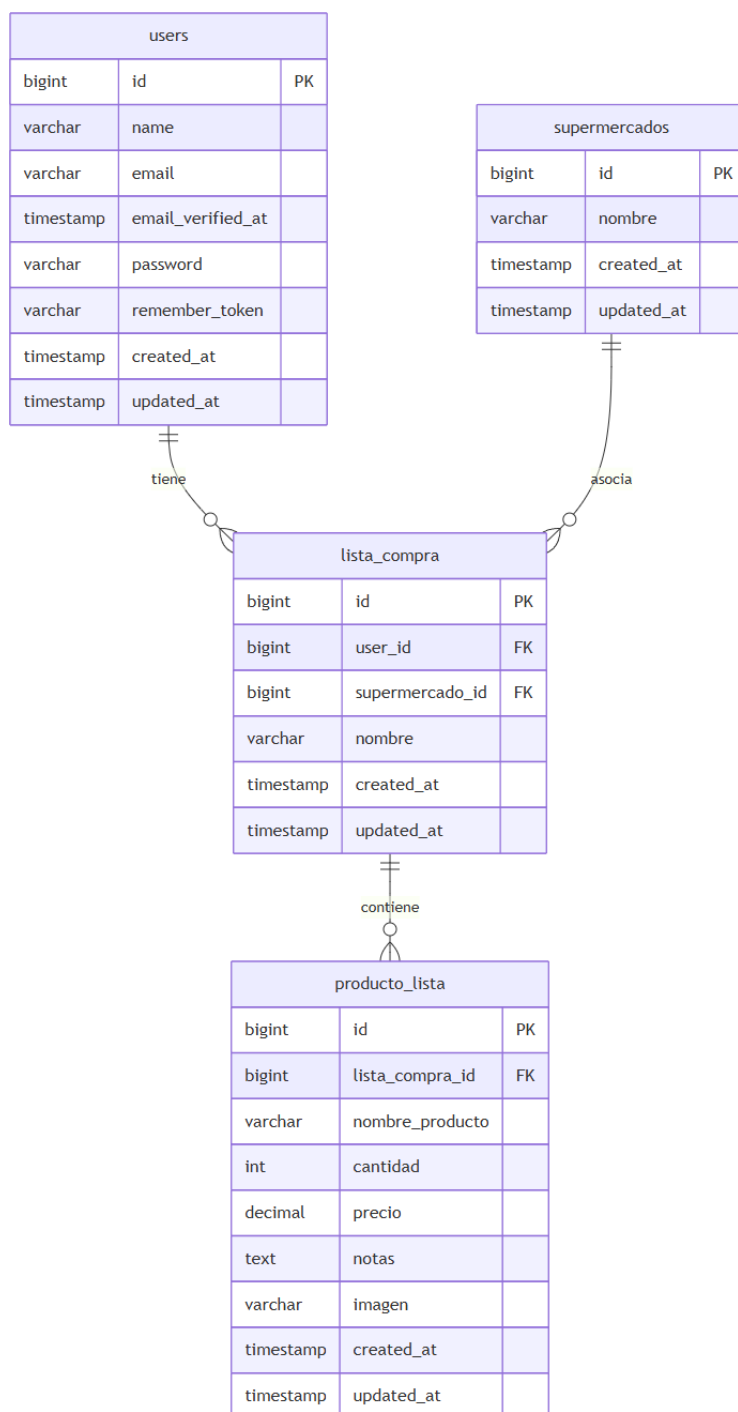 users
bigint id PK
varchar name
varchar email
timestamp email_verified_at
varchar password
varchar remember_token
timestamp created_at
timestamp updated_at
supermercados
bigint id PK
varchar nombre
timestamp created_at
timestamp updated_at
tiene
asocia
lista_compra
bigint id PK
bigint user_id FK
bigint supermercado_id FK
varchar nombre
timestamp created_at
timestamp updated_at
contiene
producto_lista
bigint id PK
bigint lista_compra_id FK
varchar nombre_producto
int cantidad
decimal precio
text notas
varchar imagen
timestamp created_at
timestamp updated_at